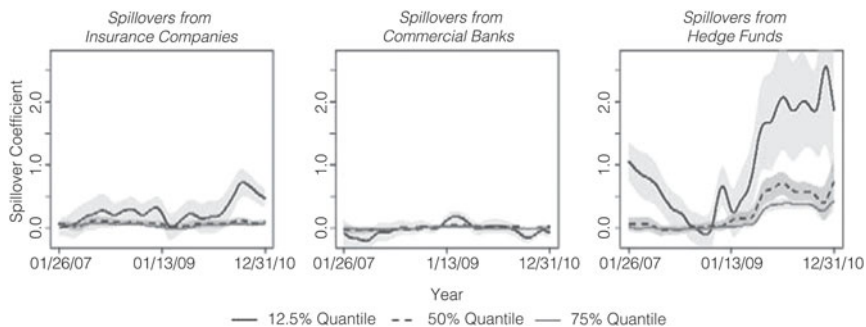 Spillovers from
Insurance Companies
Spillovers from
Commercial Banks
Spillovers from
Hedge Funds
Spillover Coefficient
2.0
1.0
0.0
2.0
1.0
0.0
2.0
1.0
0.0
01/26/07 01/13/09 12/31/10
01/26/07 1/13/09 12/31/10
01/26/07 01/13/09 12/31/10
Year
12.5% Quantile 50% Quantile 75% Quantile